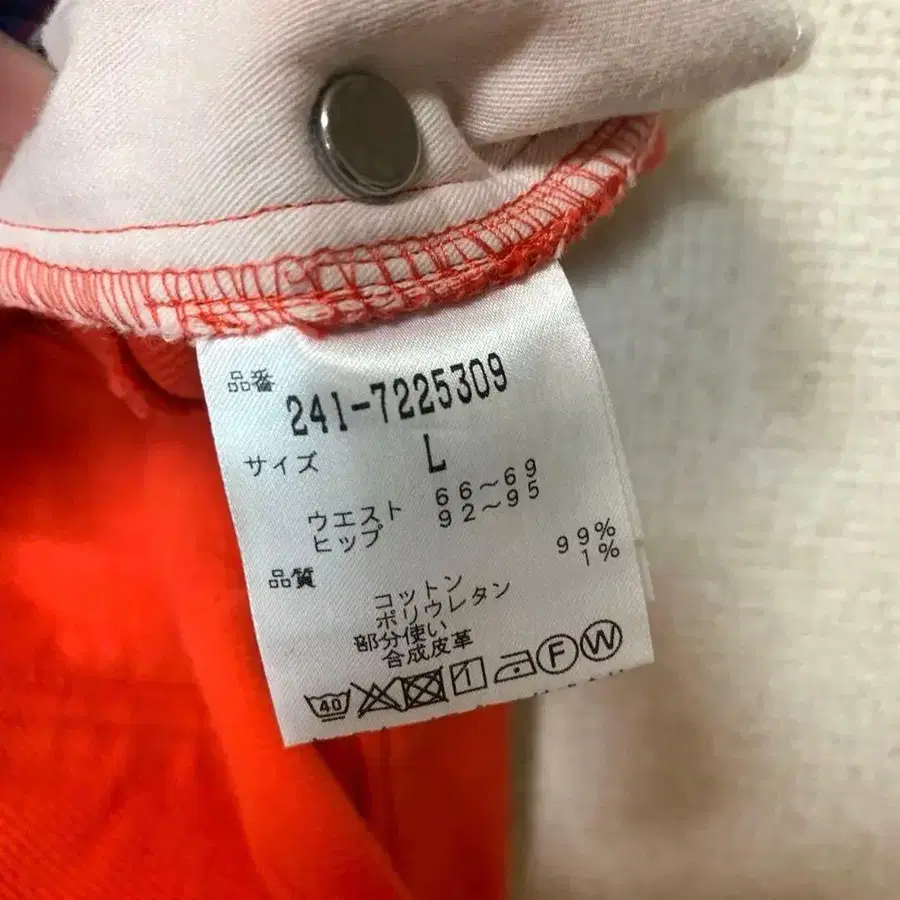 品番
241-7225309
サイズ L
ウエスト 66～69
ヒップ 92～95
品質
コットン 99%
ポリウレタン 1%
部分使い
合成皮革
40 F W